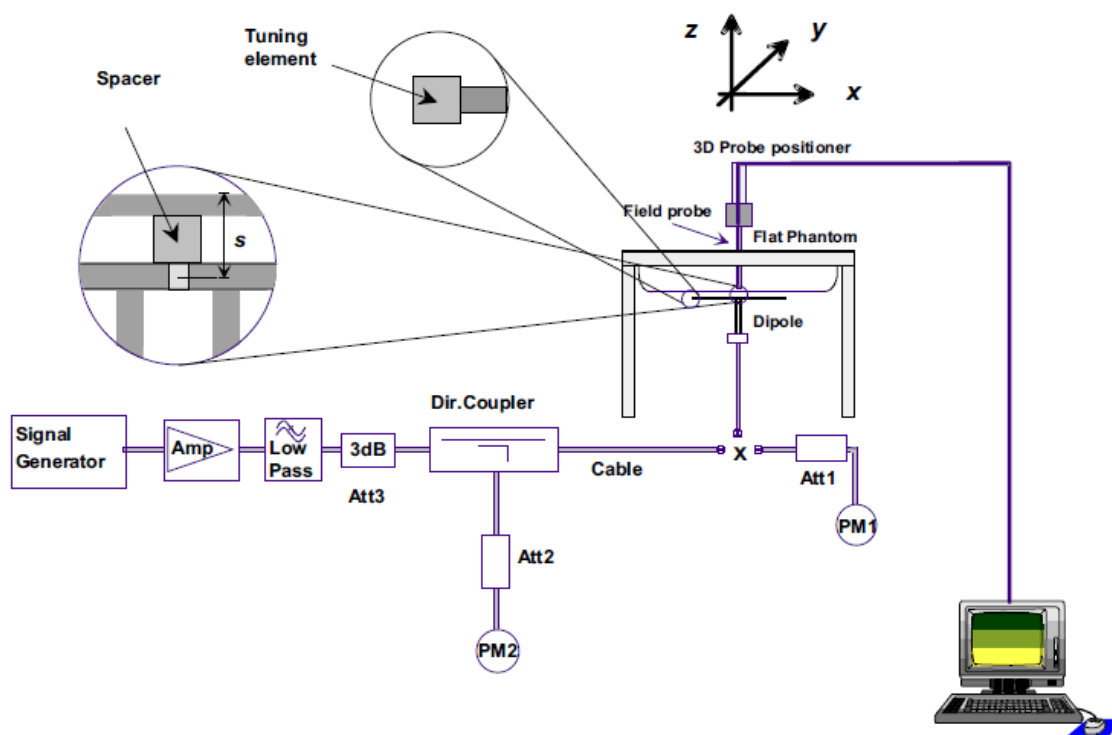 Tuning
element
Spacer
z
y
x
3D Probe positioner
Field probe
Flat Phantom
s
Dipole
Dir.Coupler
Signal
Generator
Amp
Low
Pass
3dB
Att3
Cable
X
Att1
PM1
Att2
PM2